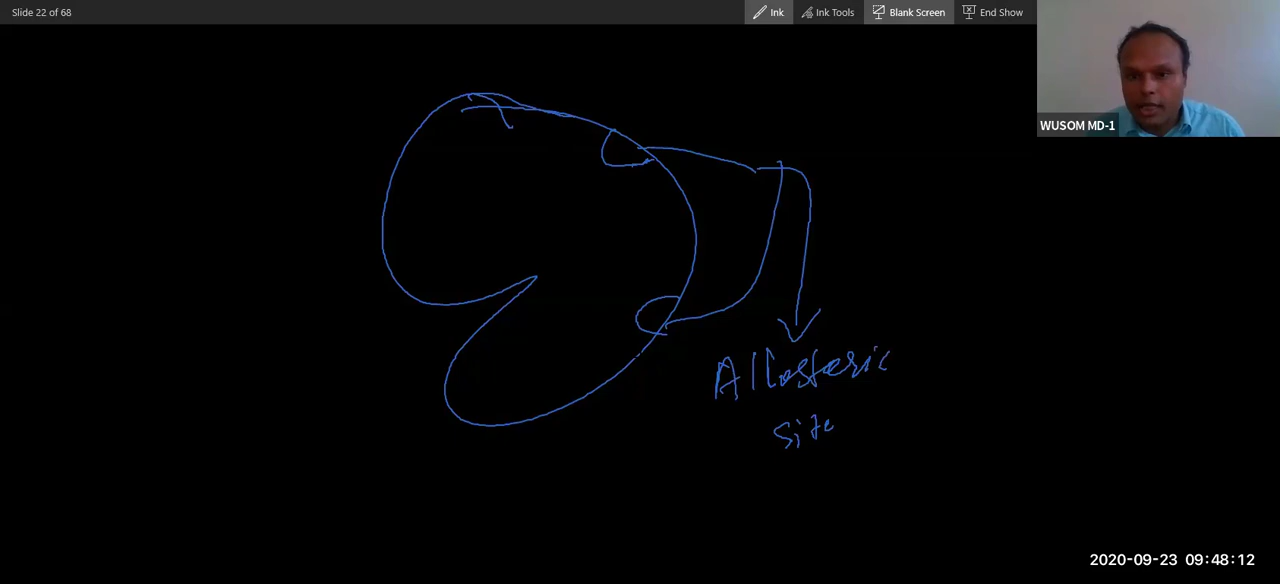 Slide 22 of 68
Ink
Ink Tools
Blank Screen
End Show
WUSOM MD-1
Allosteric
site
2020-09-23 09:48:12